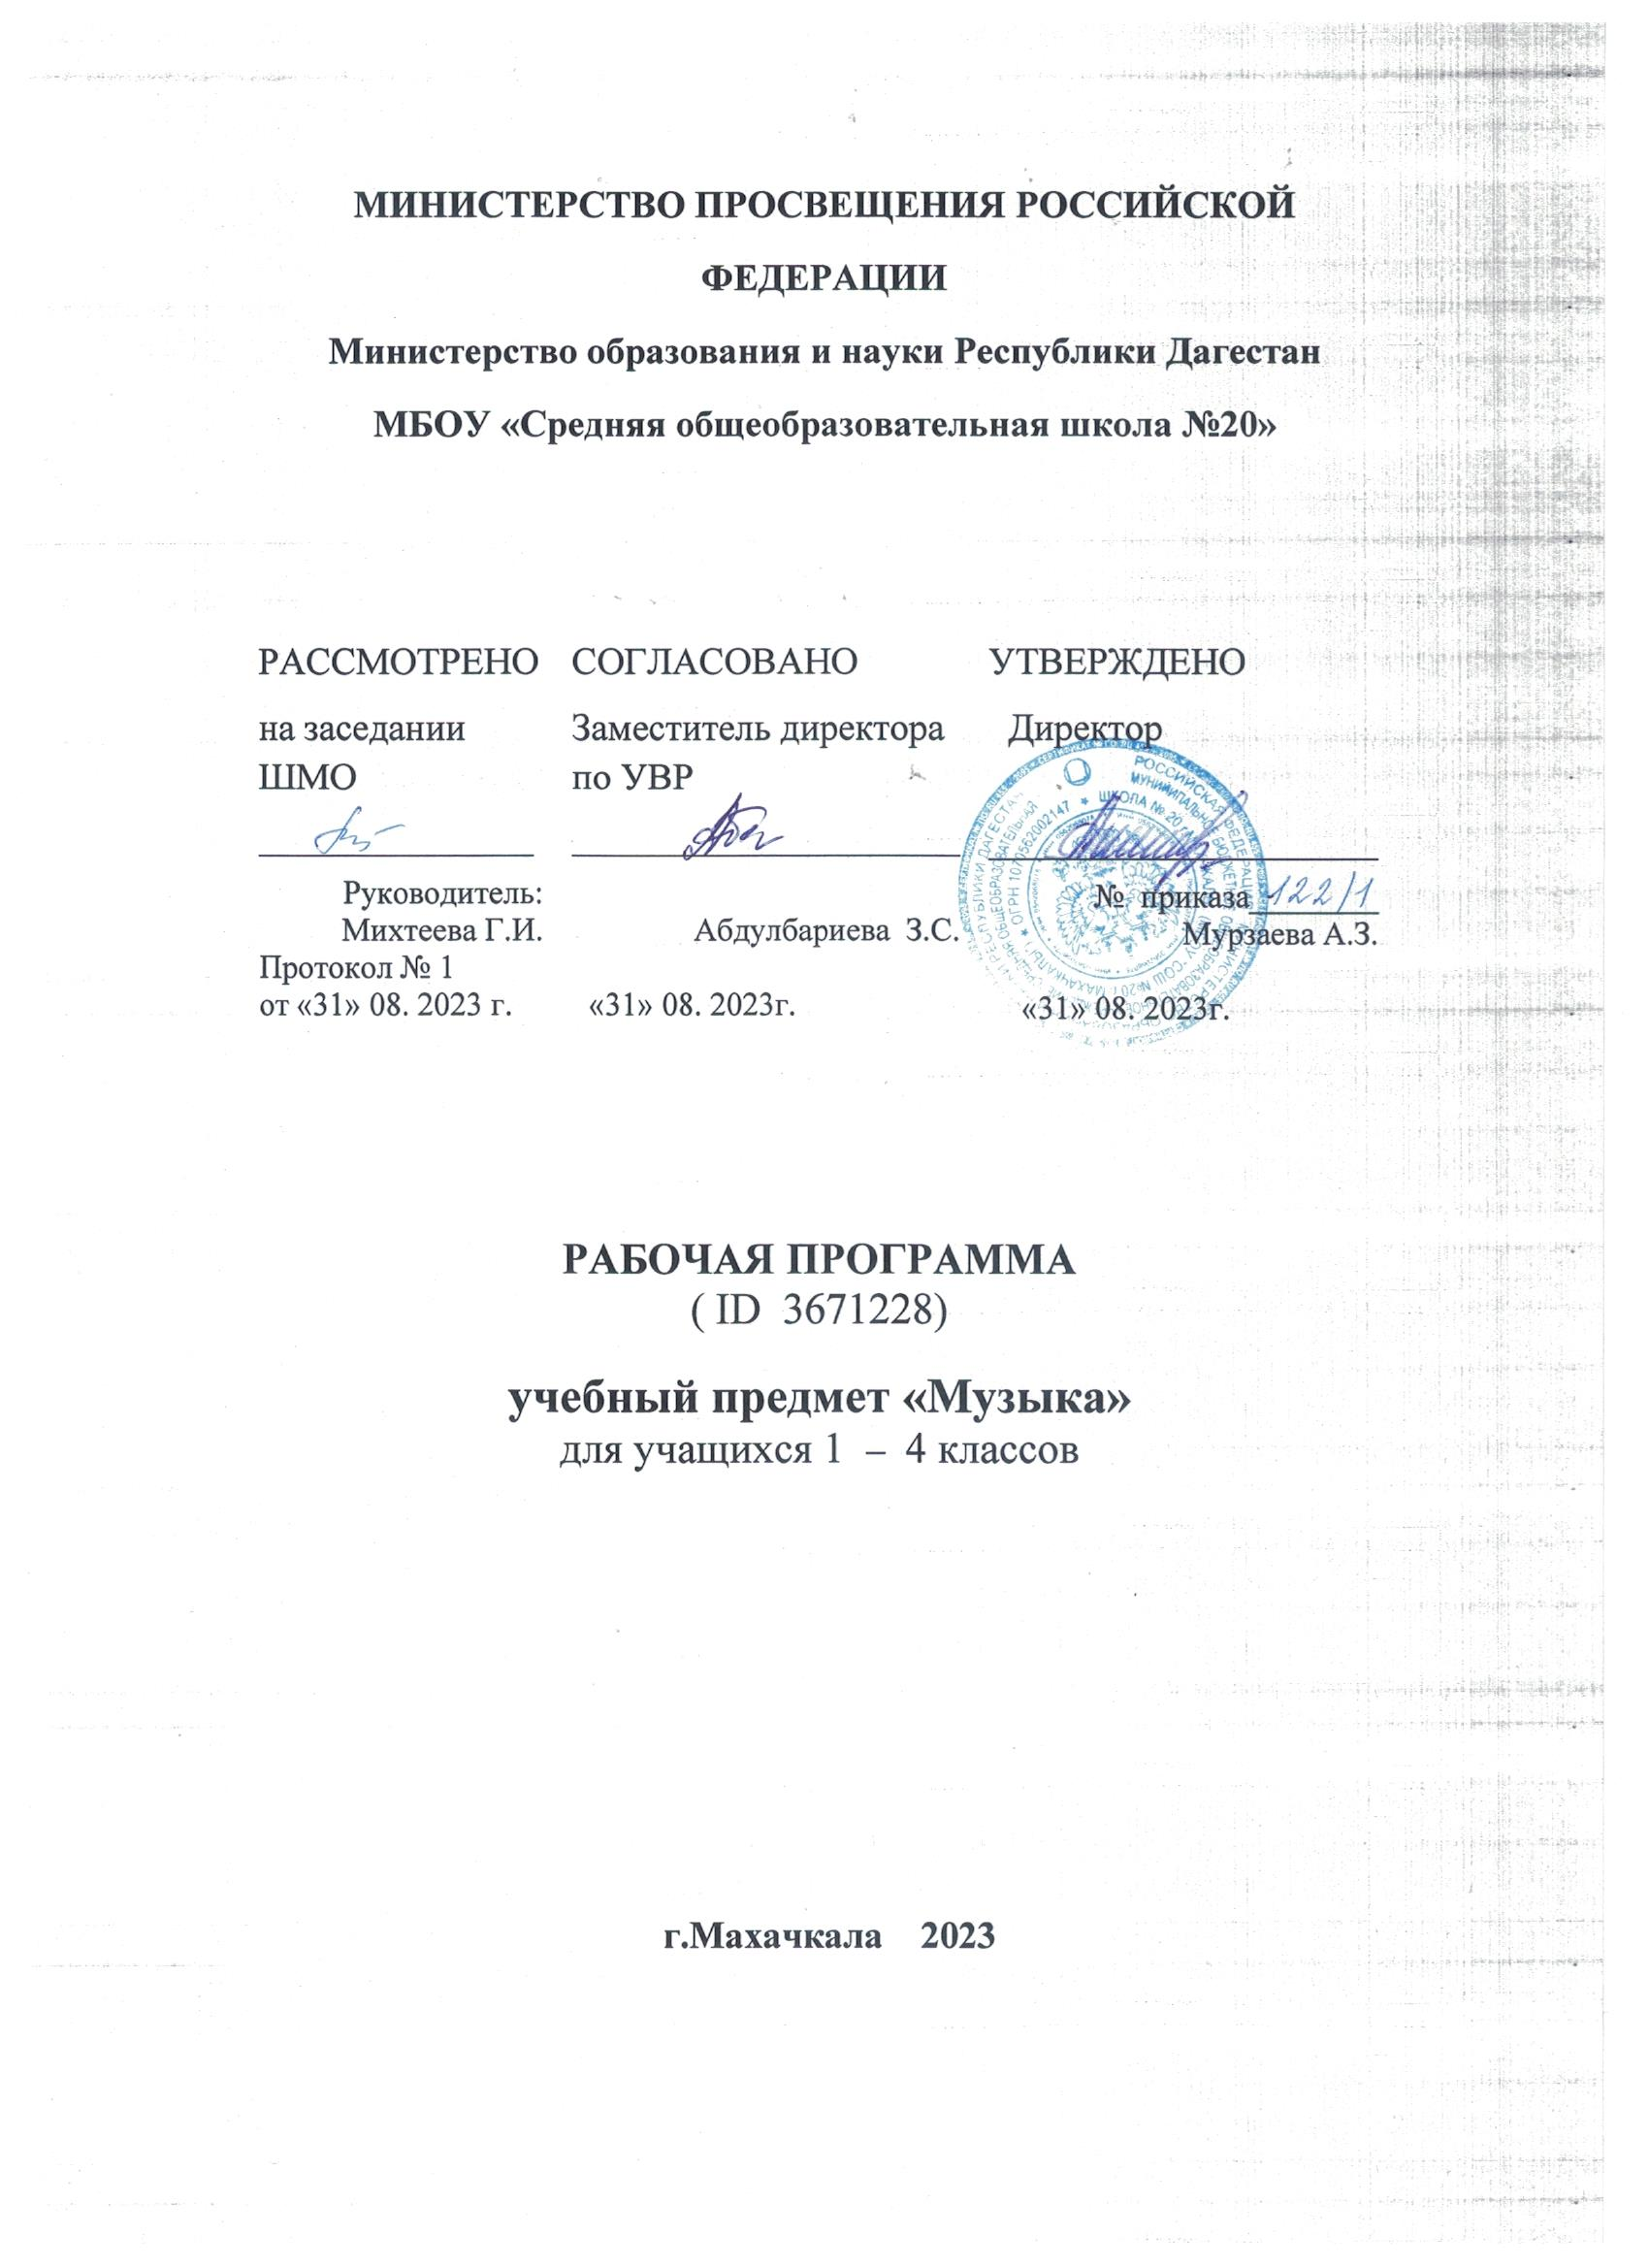 МИНИСТЕРСТВО ПРОСВЕЩЕНИЯ РОССИЙСКОЙ
ФЕДЕРАЦИИ
Министерство образования и науки Республики Дагестан
МБОУ «Средняя общеобразовательная школа №20»
РАССМОТРЕНО
на заседании
ШМО
Руководитель:
Михтеева Г.И.
Протокол № 1
от «31» 08. 2023 г.
СОГЛАСОВАНО
Заместитель директора
по УВР
Абдулбариева З.С.
«31» 08. 2023г.
УТВЕРЖДЕНО
Директор
№ приказа 122/1
Мурзаева А.З.
«31» 08. 2023г.
РАБОЧАЯ ПРОГРАММА
( ID 3671228)
учебный предмет «Музыка»
для учащихся 1 – 4 классов
г.Махачкала 2023